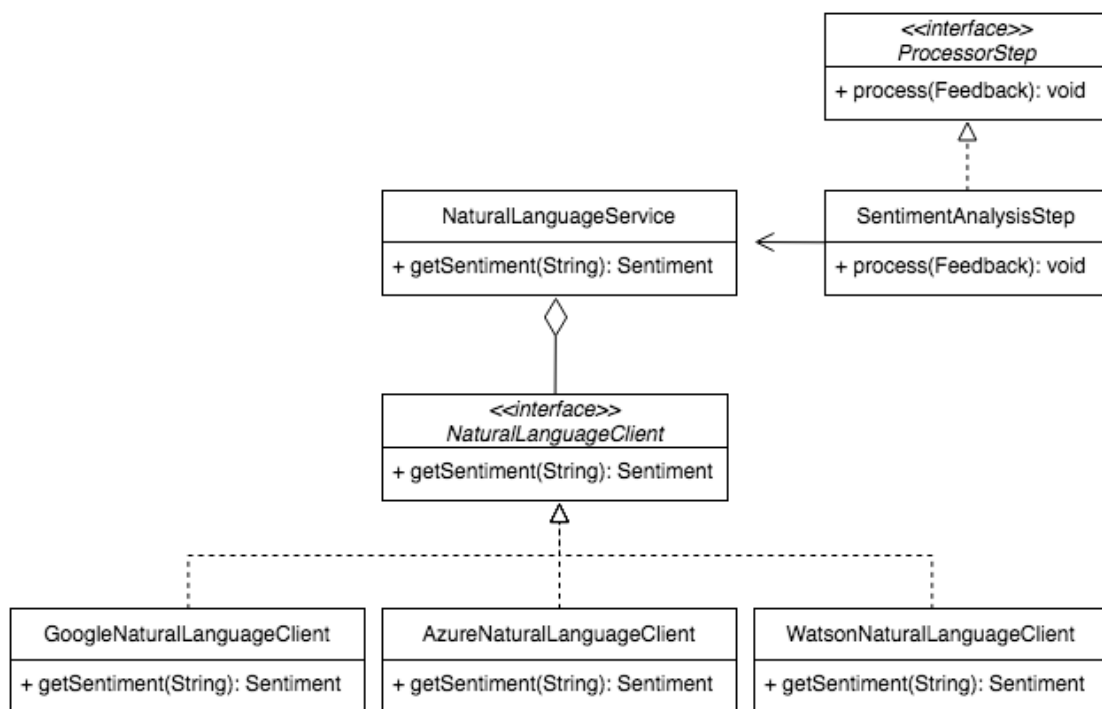 <<interface>>
ProcessorStep
+ process(Feedback): void
NaturalLanguageService
+ getSentiment(String): Sentiment
SentimentAnalysisStep
+ process(Feedback): void
<<interface>>
NaturalLanguageClient
+ getSentiment(String): Sentiment
GoogleNaturalLanguageClient
+ getSentiment(String): Sentiment
AzureNaturalLanguageClient
+ getSentiment(String): Sentiment
WatsonNaturalLanguageClient
+ getSentiment(String): Sentiment